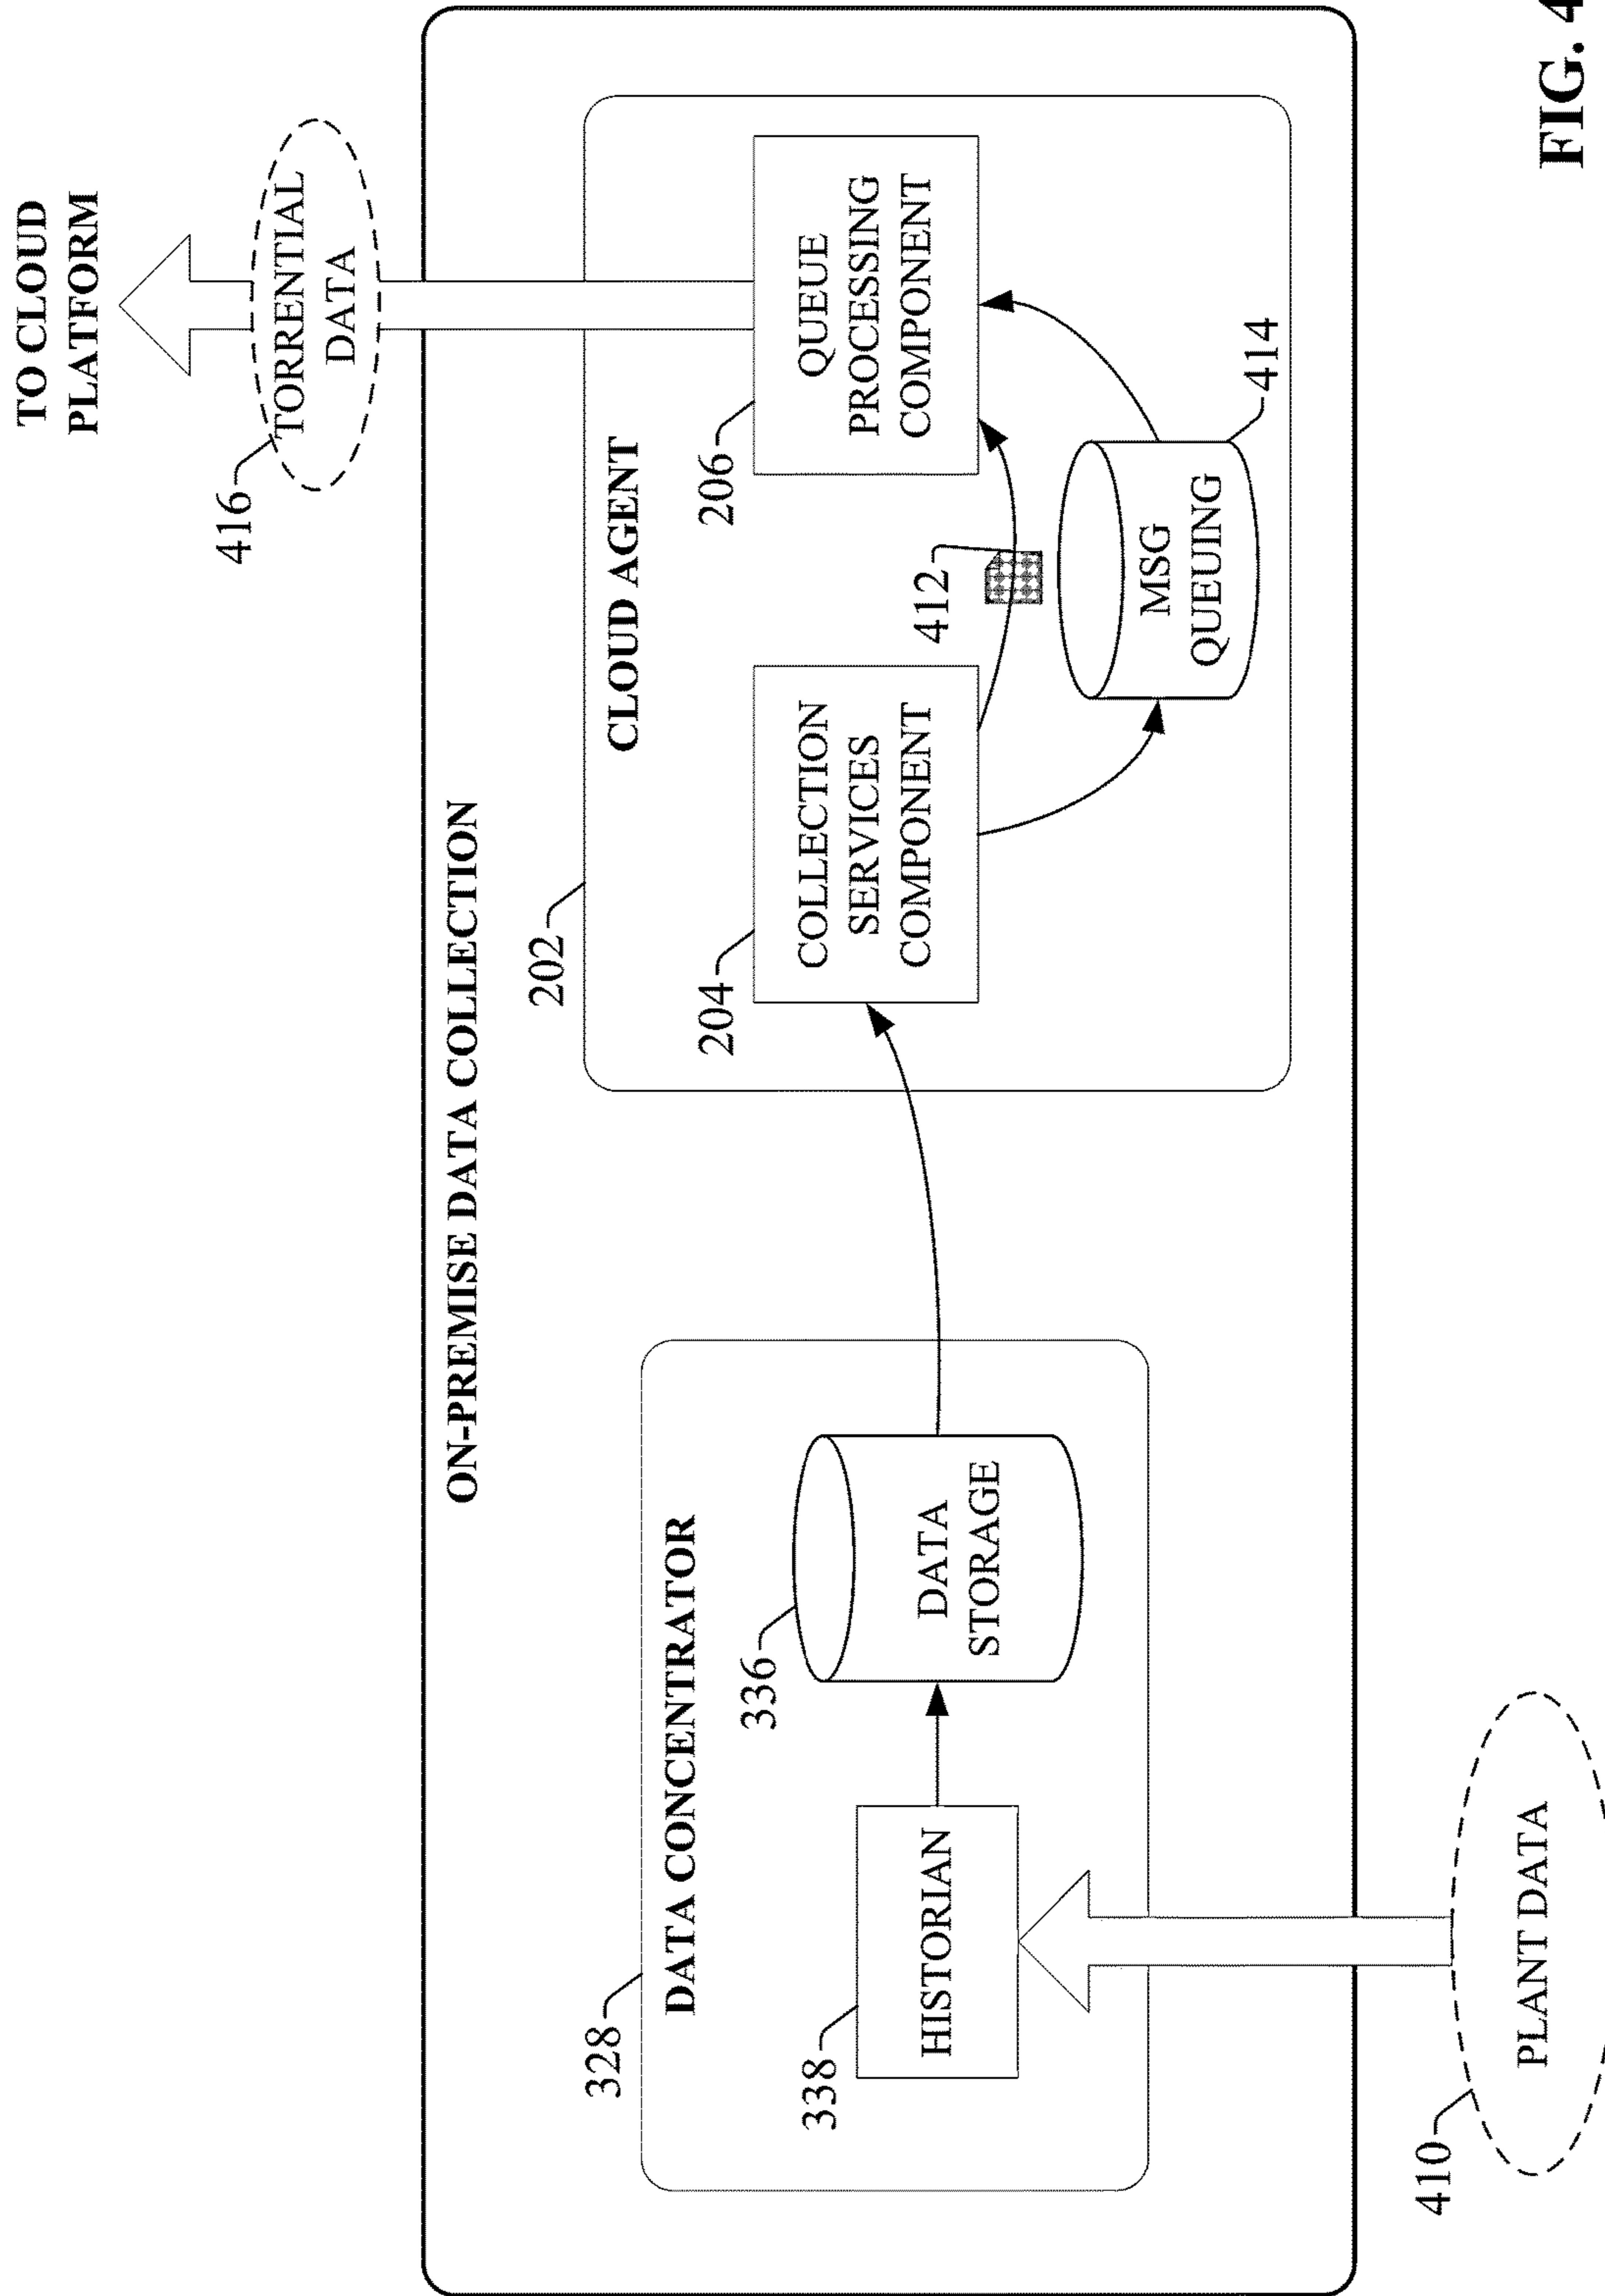 TO CLOUD
PLATFORM
416
TORRENTIAL
DATA
ON-PREMISE DATA COLLECTION
328
DATA CONCENTRATOR
338
HISTORIAN
336
DATA
STORAGE
202
CLOUD AGENT
204
COLLECTION
SERVICES
COMPONENT
206
QUEUE
PROCESSING
COMPONENT
412
MSG
QUEUING
414
410
PLANT DATA
FIG. 4